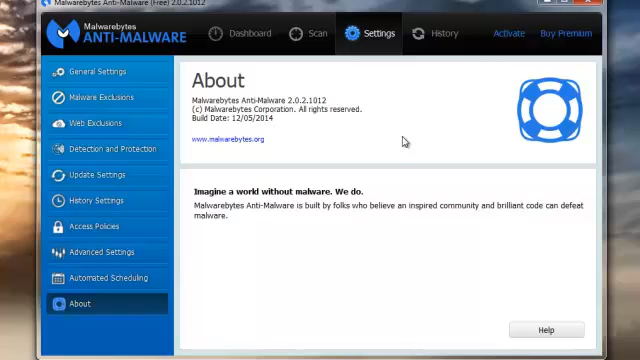 Malwarebytes Anti-Malware (Free) 2.0.2.1012
Malwarebytes
ANTI-MALWARE
Dashboard
Scan
Settings
History
Activate
Buy Premium
General Settings
Malware Exclusions
Web Exclusions
Detection and Protection
Update Settings
History Settings
Access Policies
Advanced Settings
Automated Scheduling
About
About
Malwarebytes Anti-Malware 2.0.2.1012
(c) Malwarebytes Corporation. All rights reserved.
Build Date: 12/05/2014
www.malwarebytes.org
Imagine a world without malware. We do.
Malwarebytes Anti-Malware is built by folks who believe an inspired community and brilliant code can defeat
malware.
Help